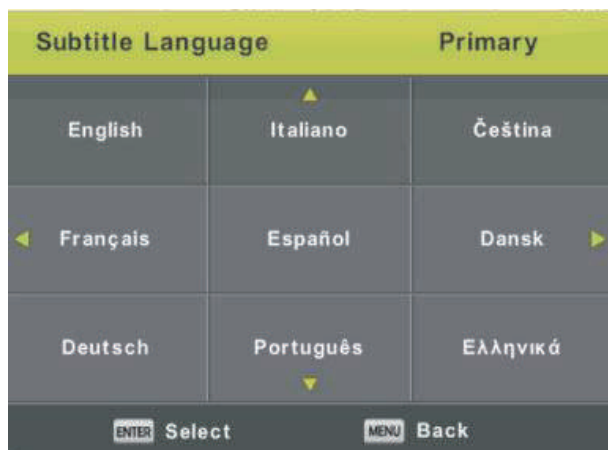 Subtitle Language Primary
English Italiano Čeština
Français Español Dansk
Deutsch Português Ελληνικά
ENTER Select MENU Back